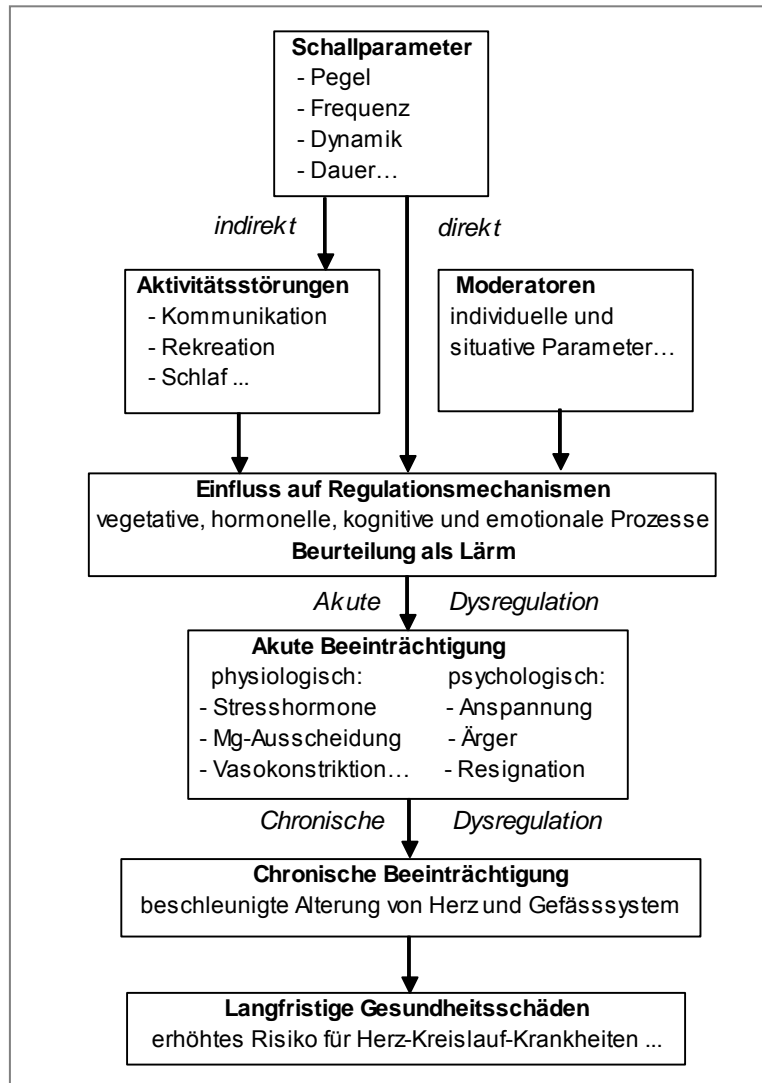 Schallparameter
- Pegel
- Frequenz
- Dynamik
- Dauer…
indirekt
direkt
Aktivitätsstörungen
- Kommunikation
- Rekreation
- Schlaf ...
Moderatoren
individuelle und
situative Parameter…
Einfluss auf Regulationsmechanismen
vegetative, hormonelle, kognitive und emotionale Prozesse
Beurteilung als Lärm
Akute Dysregulation
Akute Beeinträchtigung
physiologisch:
- Stresshormone
- Mg-Ausscheidung
- Vasokonstriktion…
psychologisch:
- Anspannung
- Ärger
- Resignation
Chronische Dysregulation
Chronische Beeinträchtigung
beschleunigte Alterung von Herz und Gefässsystem
Langfristige Gesundheitsschäden
erhöhtes Risiko für Herz-Kreislauf-Krankheiten ...